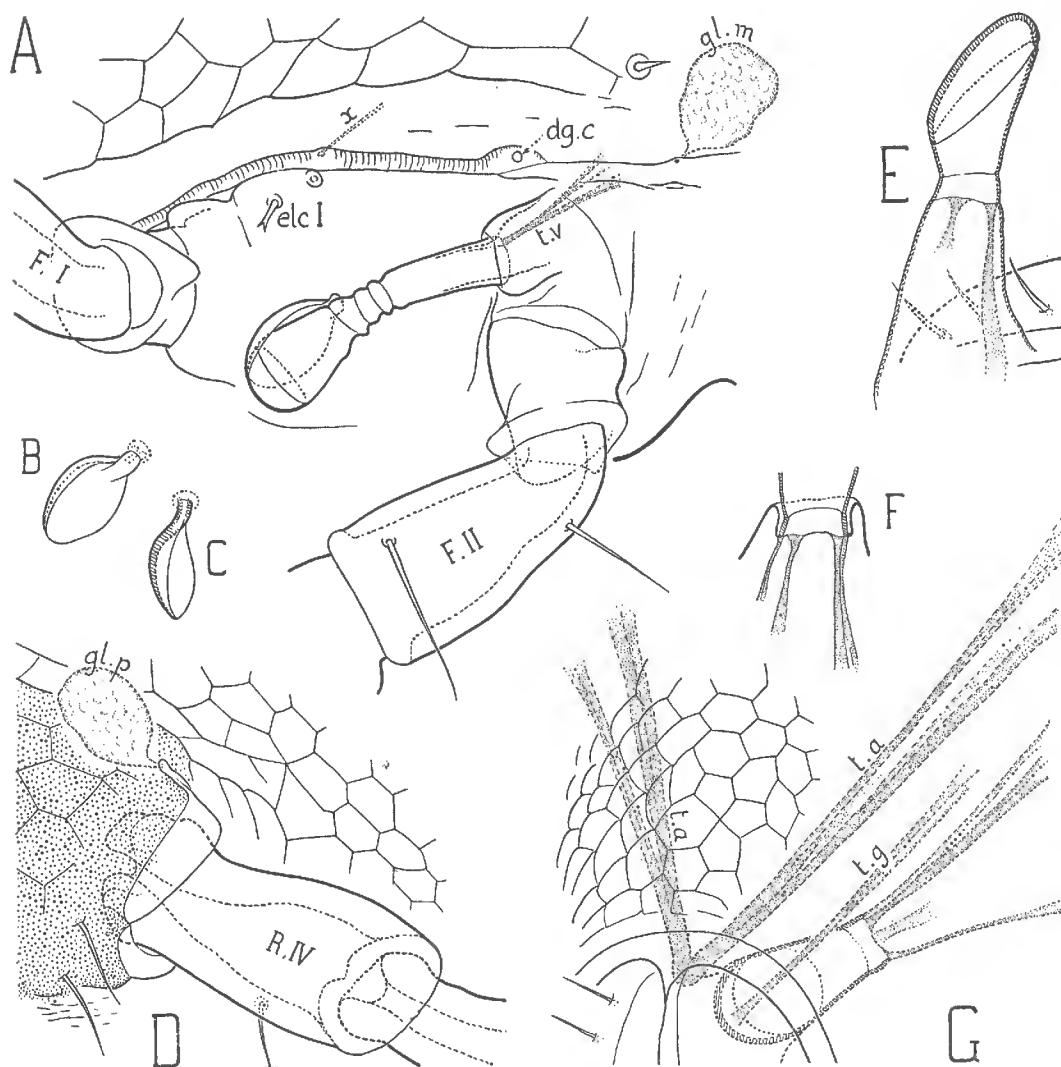 A
gl.m
x
dg.c
E
elc I
F. I
t.v
B
C
F
F. II
gl.p
t.a
t.a
t.g
R. IV
D
G